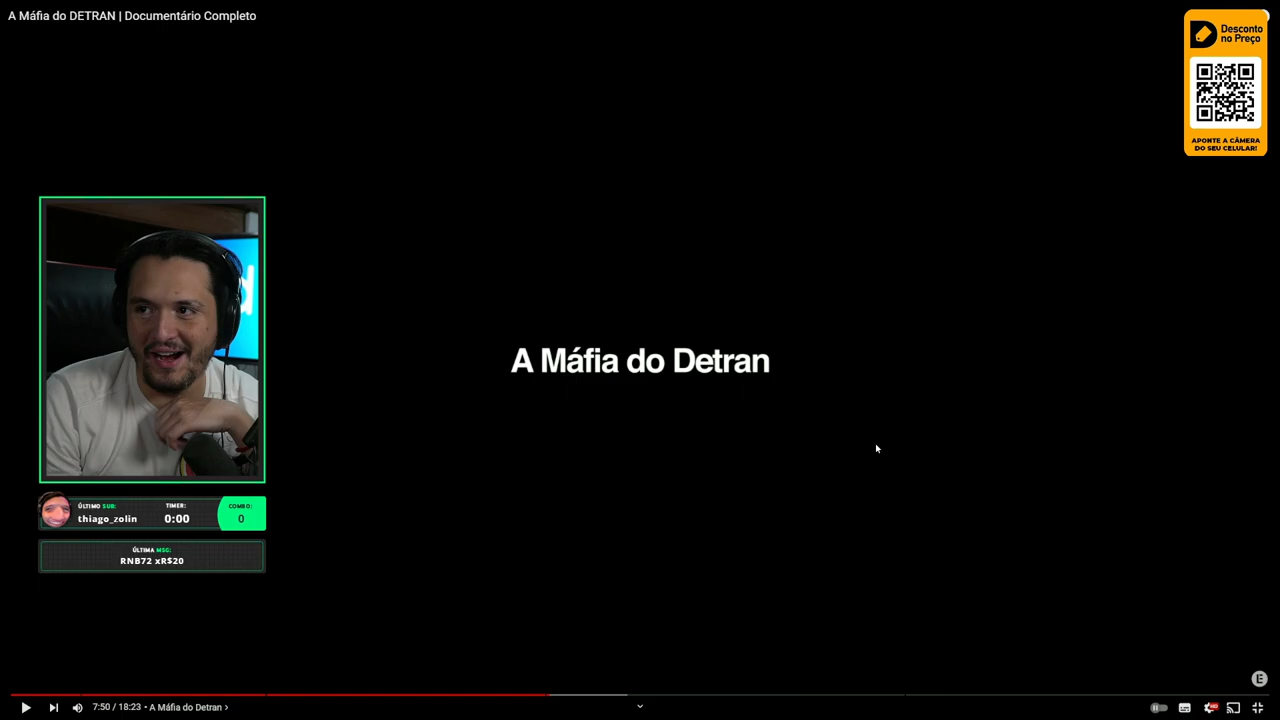 A Máfia do DETRAN | Documentário Completo
Desconto
no Preço
APONTE A CÂMERA
DO SEU CELULAR!
A Máfia do Detran
ÚLTIMO SUB:
thiago_zolin
TIMER:
0:00
COMBO:
0
ÚLTIMA MSG:
RNB72 xR$20
7:50 / 18:23 • A Máfia do Detran ›
HD